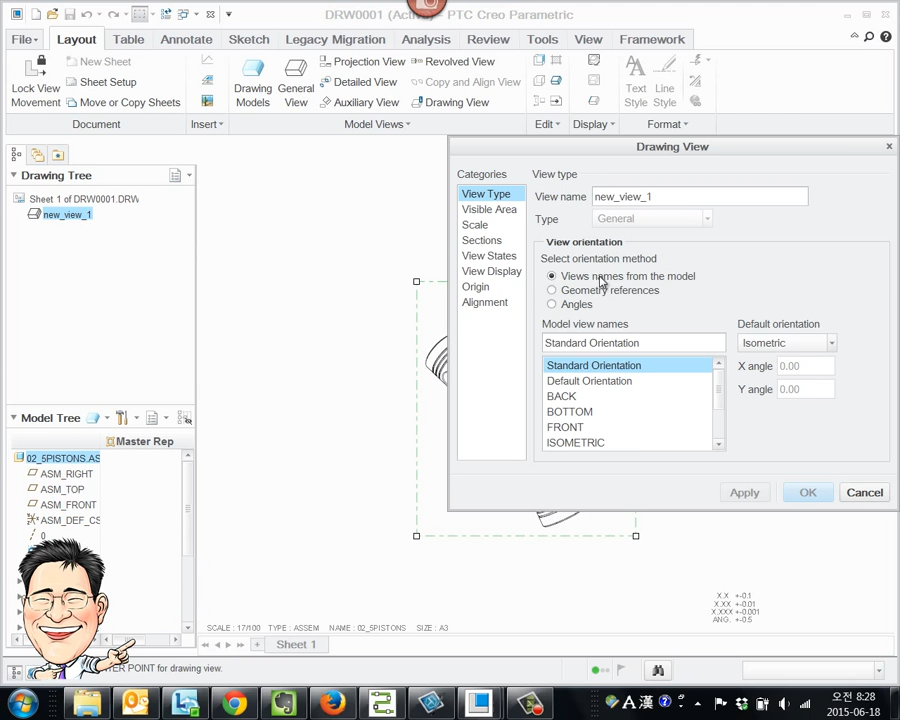 DRW0001 (Activ) - PTC Creo Parametric
File
Layout
Table
Annotate
Sketch
Legacy Migration
Analysis
Review
Tools
View
Framework
Lock View Movement
New Sheet
Sheet Setup
Move or Copy Sheets
Drawing Models
General View
Projection View
Detailed View
Auxiliary View
Revolved View
Copy and Align View
Drawing View
Text Style
Line Style
Document
Insert
Model Views
Edit
Display
Format
Drawing Tree
Sheet 1 of DRW0001.DRW
new_view_1
Model Tree
Master Rep
02_5PISTONS.AS
ASM_RIGHT
ASM_TOP
ASM_FRONT
ASM_DEF_CS
0
Drawing View
Categories
View Type
Visible Area
Scale
Sections
View States
View Display
Origin
Alignment
View type
View name
new_view_1
Type
General
View orientation
Select orientation method
Views names from the model
Geometry references
Angles
Model view names
Default orientation
Standard Orientation
Isometric
Standard Orientation
Default Orientation
BACK
BOTTOM
FRONT
ISOMETRIC
X angle
0.00
Y angle
0.00
Apply
OK
Cancel
X.X +-0.1
X.XX +-0.01
X.XXX +-0.001
ANG. +-0.5
SCALE : 17/100 TYPE : ASSEM NAME : 02_5PISTONS SIZE : A3
Sheet 1
TER POINT for drawing view.
A 漢
오전 8:28
2015-06-18